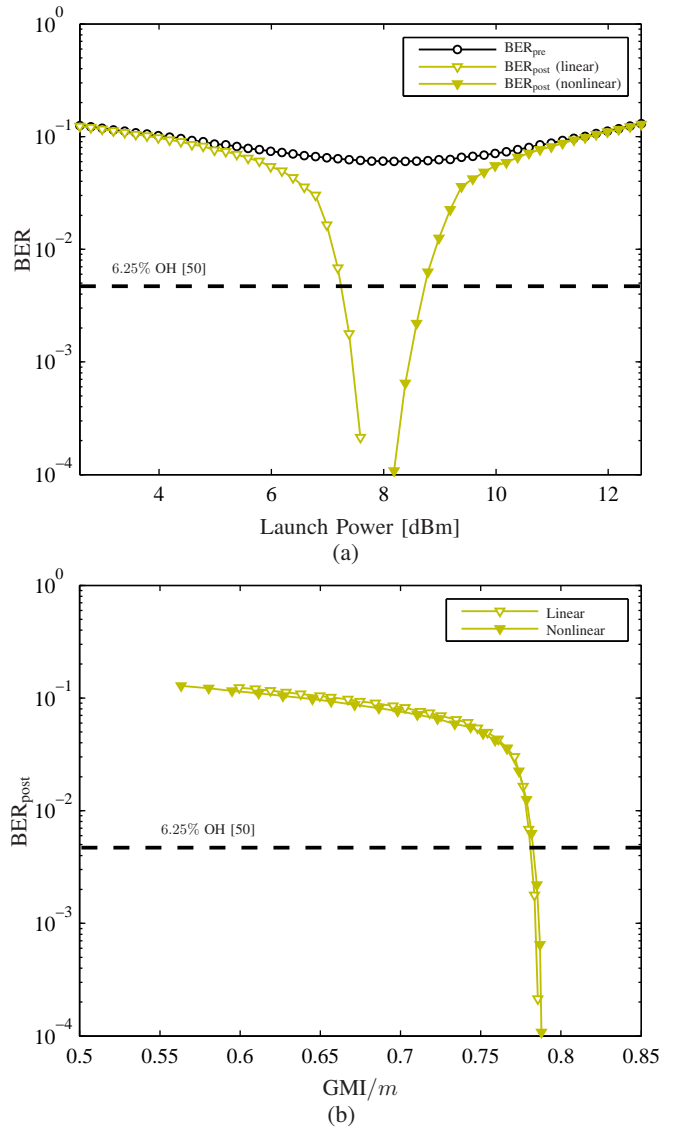 10^0
10^−1
10^−2
10^−3
10^−4
BER
BER_pre
BER_post (linear)
BER_post (nonlinear)
6.25% OH [50]
4
6
8
10
12
Launch Power [dBm]
(a)
10^0
10^−1
10^−2
10^−3
10^−4
BER_post
Linear
Nonlinear
6.25% OH [50]
0.5
0.55
0.6
0.65
0.7
0.75
0.8
0.85
GMI/m
(b)